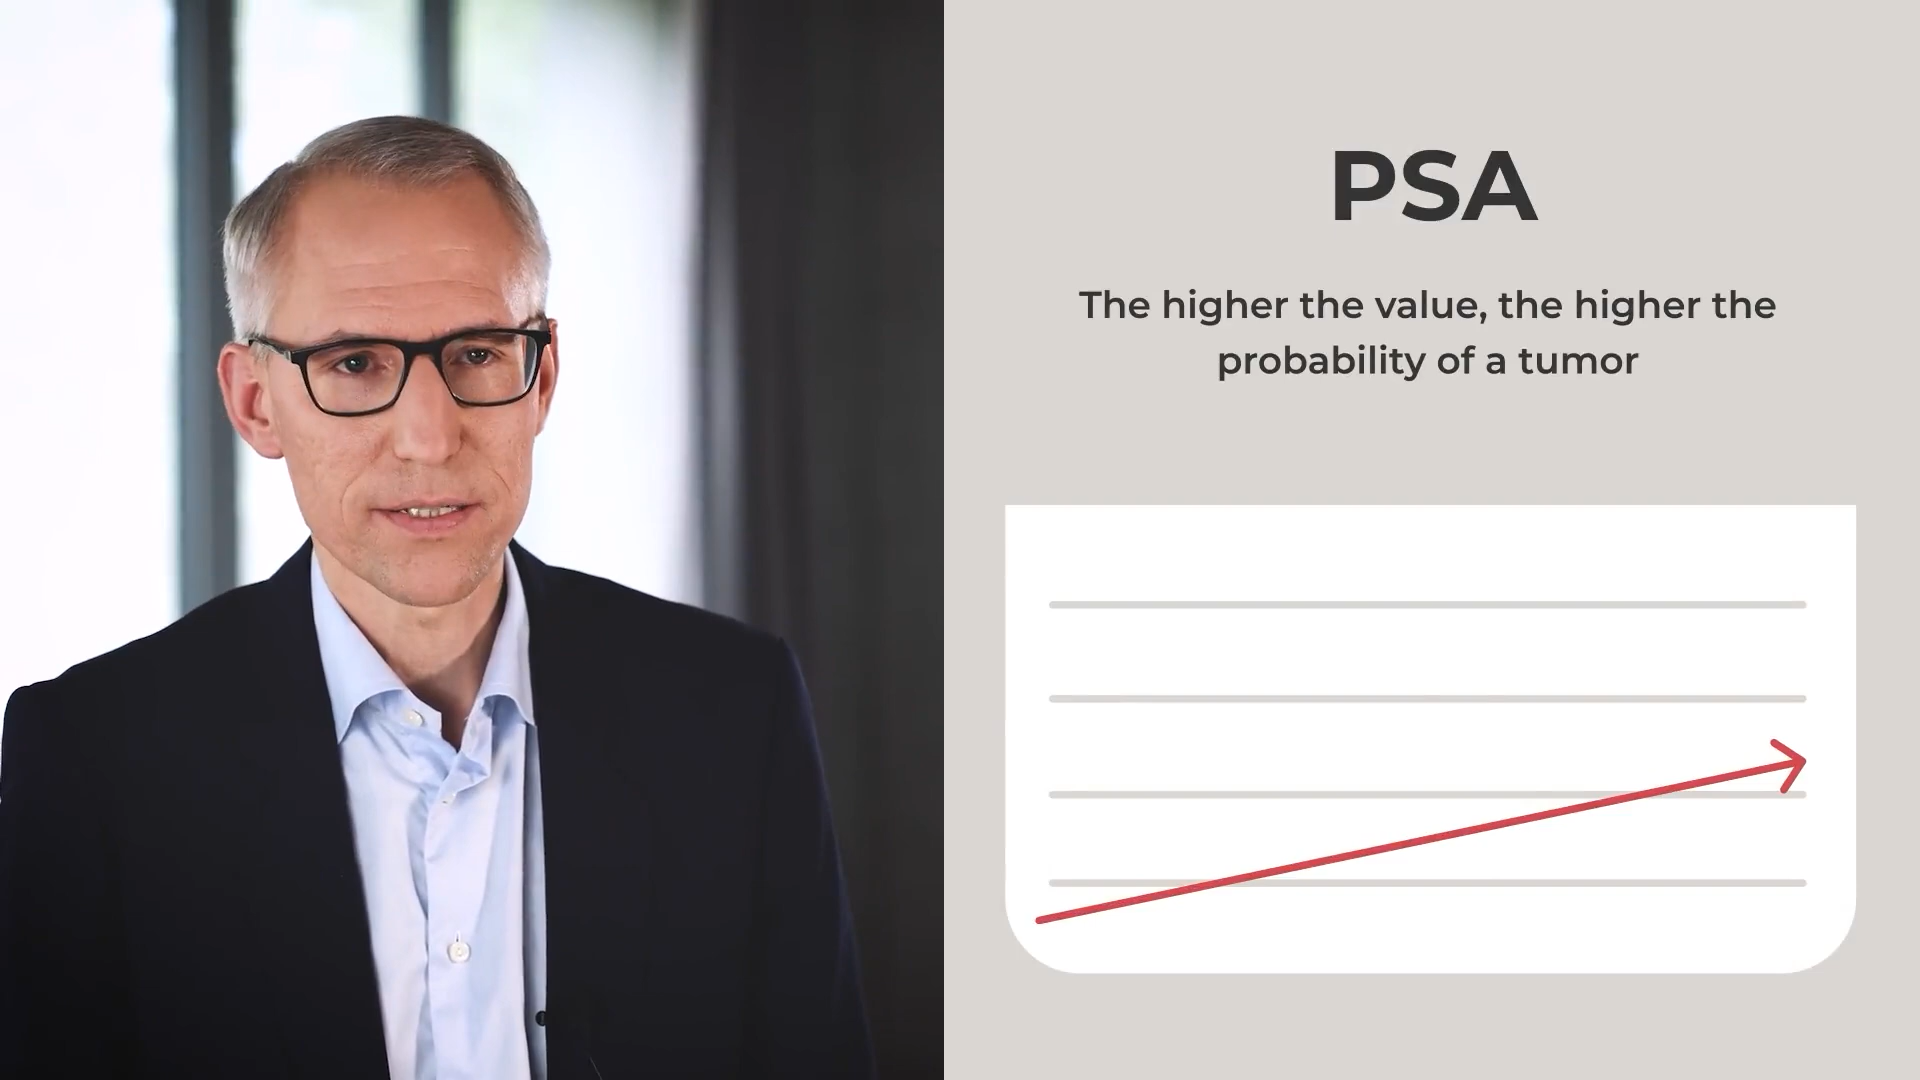 PSA
The higher the value, the higher the
probability of a tumor